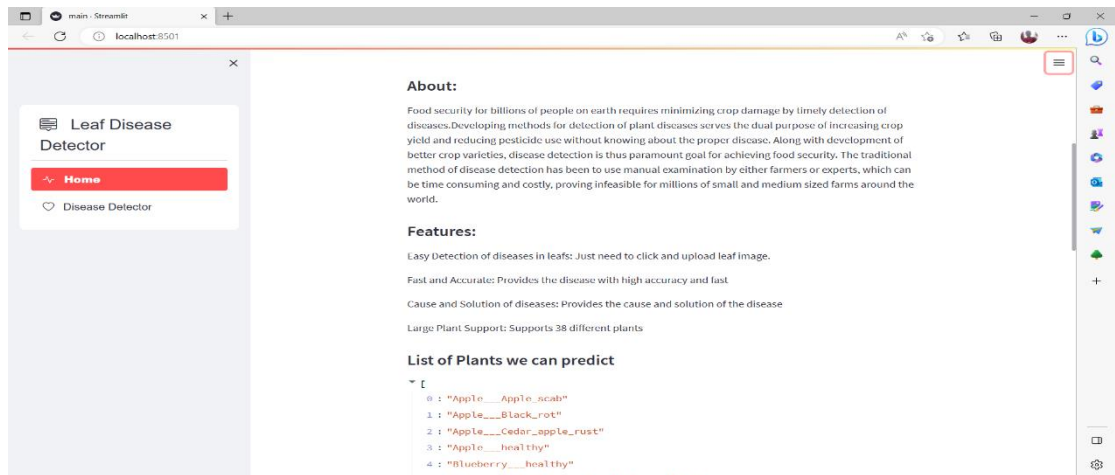 main · Streamlit
localhost:8501
Leaf Disease
Detector
Home
Disease Detector
About:
Food security for billions of people on earth requires minimizing crop damage by timely detection of
diseases.Developing methods for detection of plant diseases serves the dual purpose of increasing crop
yield and reducing pesticide use without knowing about the proper disease. Along with development of
better crop varieties, disease detection is thus paramount goal for achieving food security. The traditional
method of disease detection has been to use manual examination by either farmers or experts, which can
be time consuming and costly, proving infeasible for millions of small and medium sized farms around the
world.
Features:
Easy Detection of diseases in leafs: Just need to click and upload leaf image.
Fast and Accurate: Provides the disease with high accuracy and fast
Cause and Solution of diseases: Provides the cause and solution of the disease
Large Plant Support: Supports 38 different plants
List of Plants we can predict
[
0 : "Apple___Apple_scab"
1 : "Apple___Black_rot"
2 : "Apple___Cedar_apple_rust"
3 : "Apple___healthy"
4 : "Blueberry___healthy"